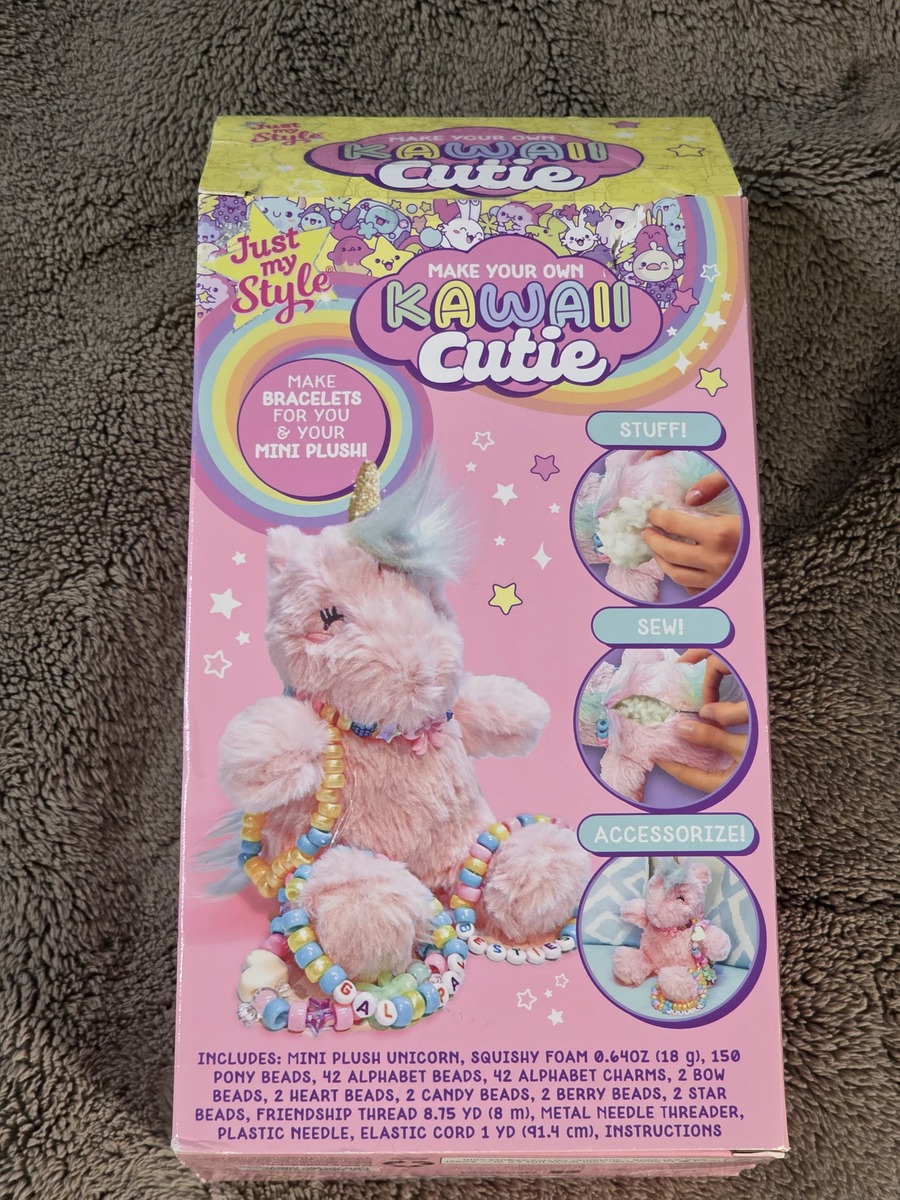 Just
my
Style
MAKE YOUR OWN
KAWAII
Cutie
Just
my
Style®
MAKE YOUR OWN
KAWAII
Cutie
MAKE
BRACELETS
FOR YOU
& YOUR
MINI PLUSH!
STUFF!
SEW!
ACCESSORIZE!
BESTIE
GAL PAL
INCLUDES: MINI PLUSH UNICORN, SQUISHY FOAM 0.64OZ (18 g), 150
PONY BEADS, 42 ALPHABET BEADS, 42 ALPHABET CHARMS, 2 BOW
BEADS, 2 HEART BEADS, 2 CANDY BEADS, 2 BERRY BEADS, 2 STAR
BEADS, FRIENDSHIP THREAD 8.75 YD (8 m), METAL NEEDLE THREADER,
PLASTIC NEEDLE, ELASTIC CORD 1 YD (91.4 cm), INSTRUCTIONS